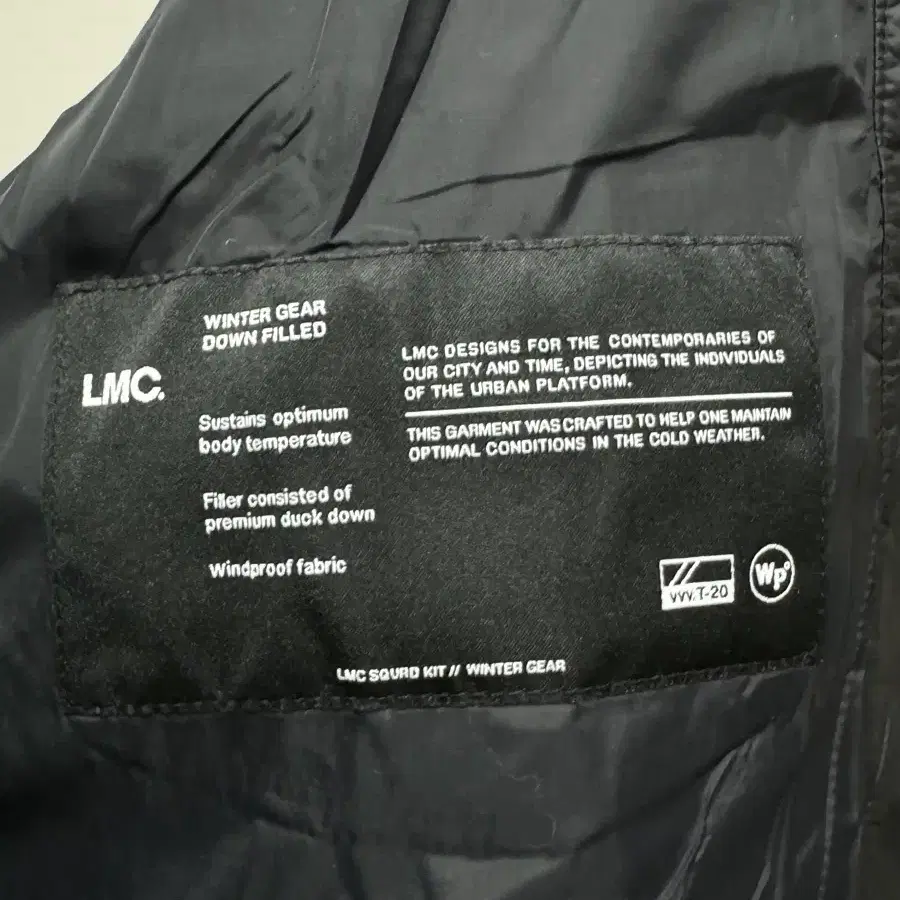 LMC.
WINTER GEAR
DOWN FILLED
Sustains optimum
body temperature
Filler consisted of
premium duck down
Windproof fabric
LMC DESIGNS FOR THE CONTEMPORARIES OF
OUR CITY AND TIME, DEPICTING THE INDIVIDUALS
OF THE URBAN PLATFORM.
THIS GARMENT WAS CRAFTED TO HELP ONE MAINTAIN
OPTIMAL CONDITIONS IN THE COLD WEATHER.
VVV.T-20
Wp°
LMC SQURD KIT // WINTER GEAR